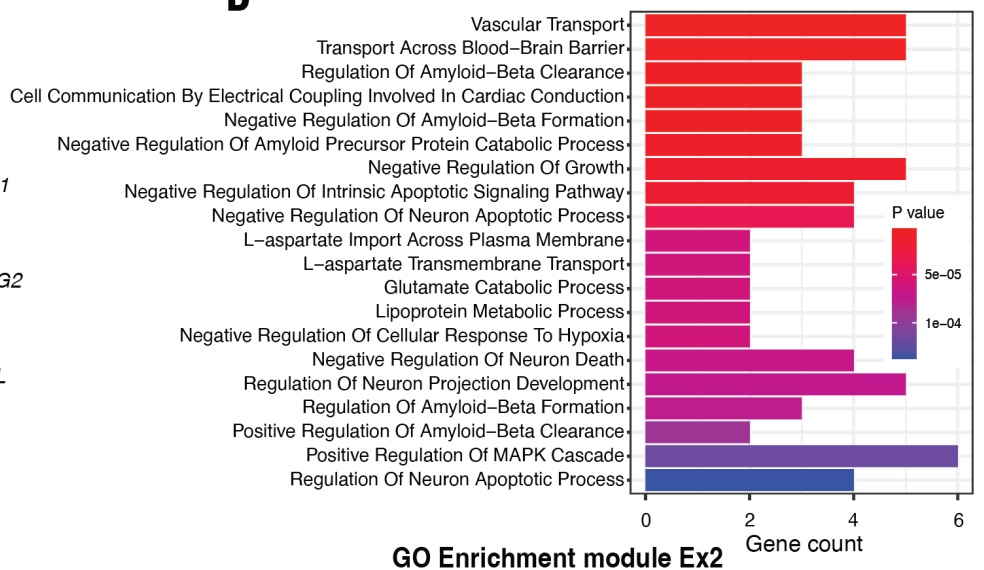 D
Vascular Transport
Transport Across Blood−Brain Barrier
Regulation Of Amyloid−Beta Clearance
Cell Communication By Electrical Coupling Involved In Cardiac Conduction
Negative Regulation Of Amyloid−Beta Formation
Negative Regulation Of Amyloid Precursor Protein Catabolic Process
Negative Regulation Of Growth
1
Negative Regulation Of Intrinsic Apoptotic Signaling Pathway
Negative Regulation Of Neuron Apoptotic Process
P value
L−aspartate Import Across Plasma Membrane
L−aspartate Transmembrane Transport
5e−05
G2
Glutamate Catabolic Process
Lipoprotein Metabolic Process
1e−04
Negative Regulation Of Cellular Response To Hypoxia
Negative Regulation Of Neuron Death
Regulation Of Neuron Projection Development
Regulation Of Amyloid−Beta Formation
Positive Regulation Of Amyloid−Beta Clearance
Positive Regulation Of MAPK Cascade
Regulation Of Neuron Apoptotic Process
0 2 4 6
Gene count
GO Enrichment module Ex2